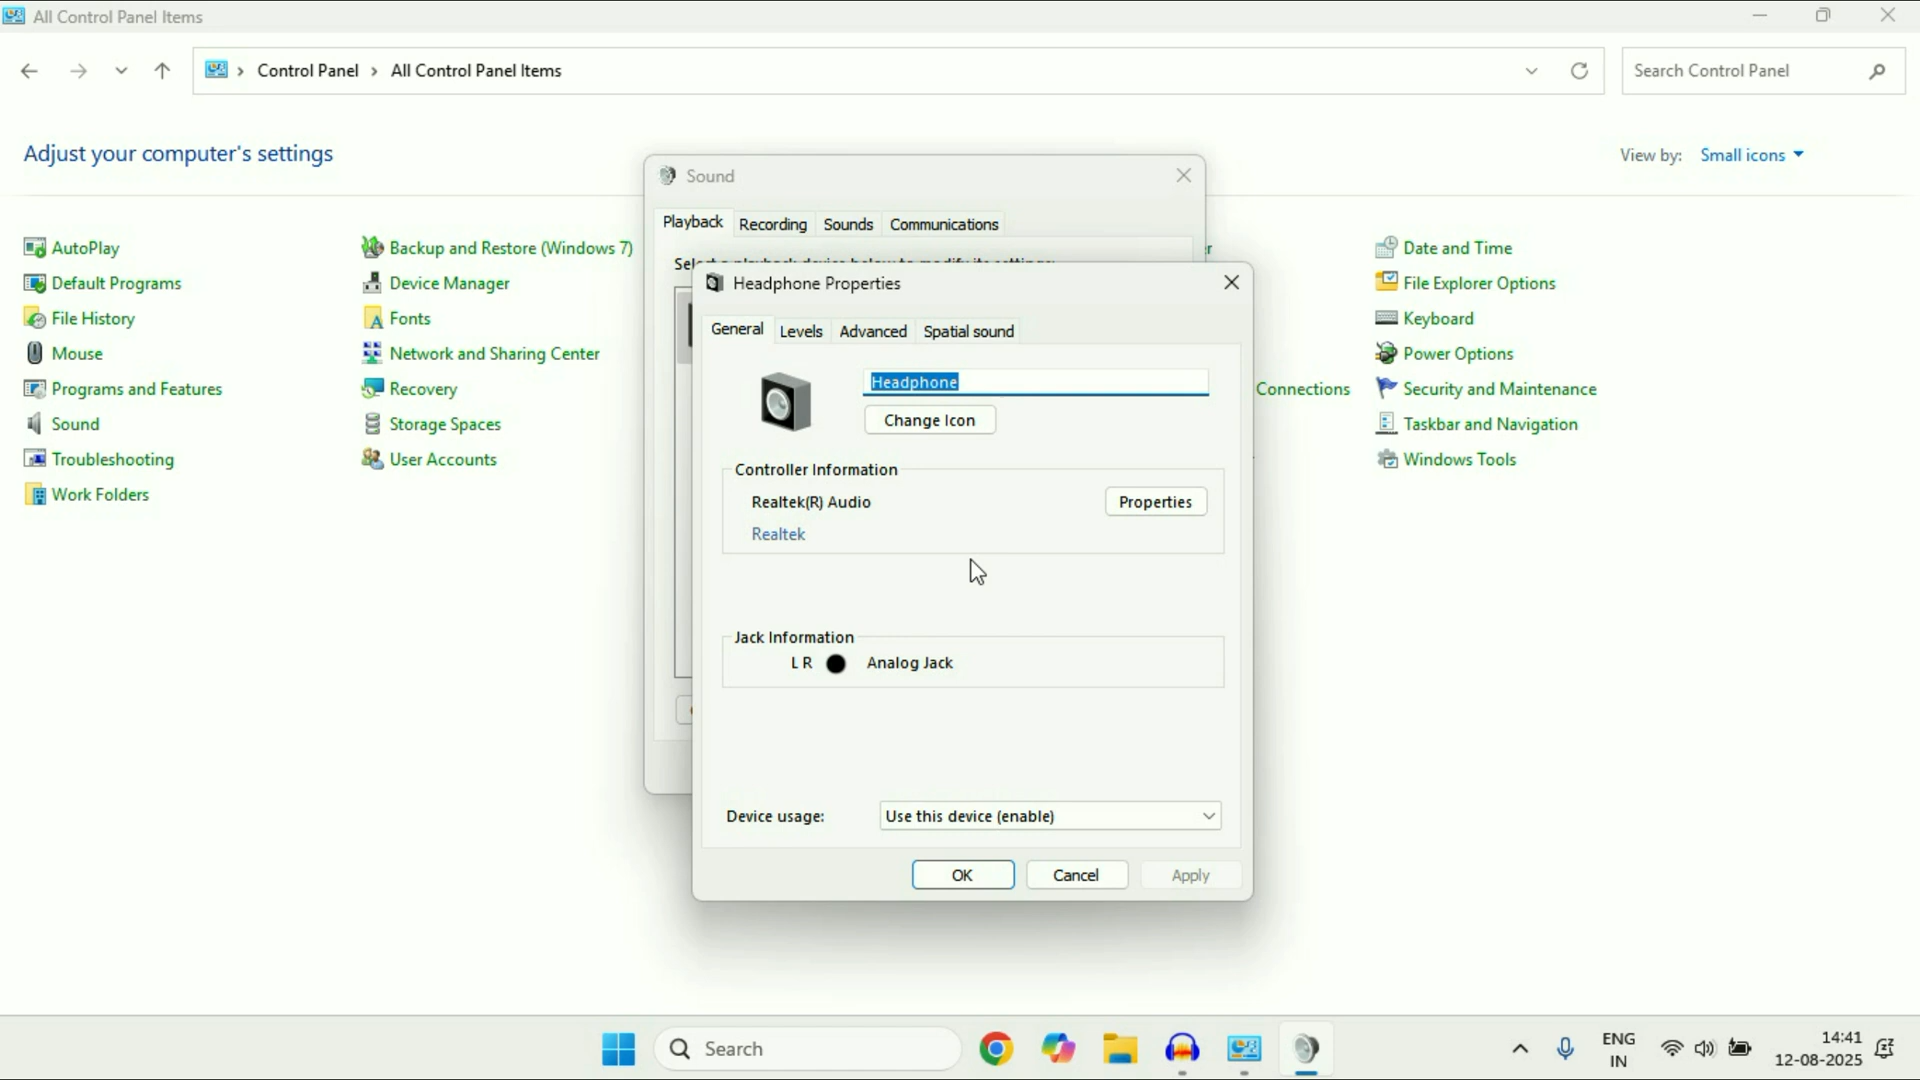 All Control Panel Items
Control Panel > All Control Panel Items
Search Control Panel
Adjust your computer's settings
View by: Small icons
AutoPlay
Default Programs
File History
Mouse
Programs and Features
Sound
Troubleshooting
Work Folders
Backup and Restore (Windows 7)
Device Manager
Fonts
Network and Sharing Center
Recovery
Storage Spaces
User Accounts
Connections
Date and Time
File Explorer Options
Keyboard
Power Options
Security and Maintenance
Taskbar and Navigation
Windows Tools
Sound
Playback Recording Sounds Communications
Headphone Properties
General Levels Advanced Spatial sound
Headphone
Change Icon
Controller Information
Realtek(R) Audio
Properties
Realtek
Jack Information
L R Analog Jack
Device usage: Use this device (enable)
OK Cancel Apply
Search
ENG
IN
14:41
12-08-2025